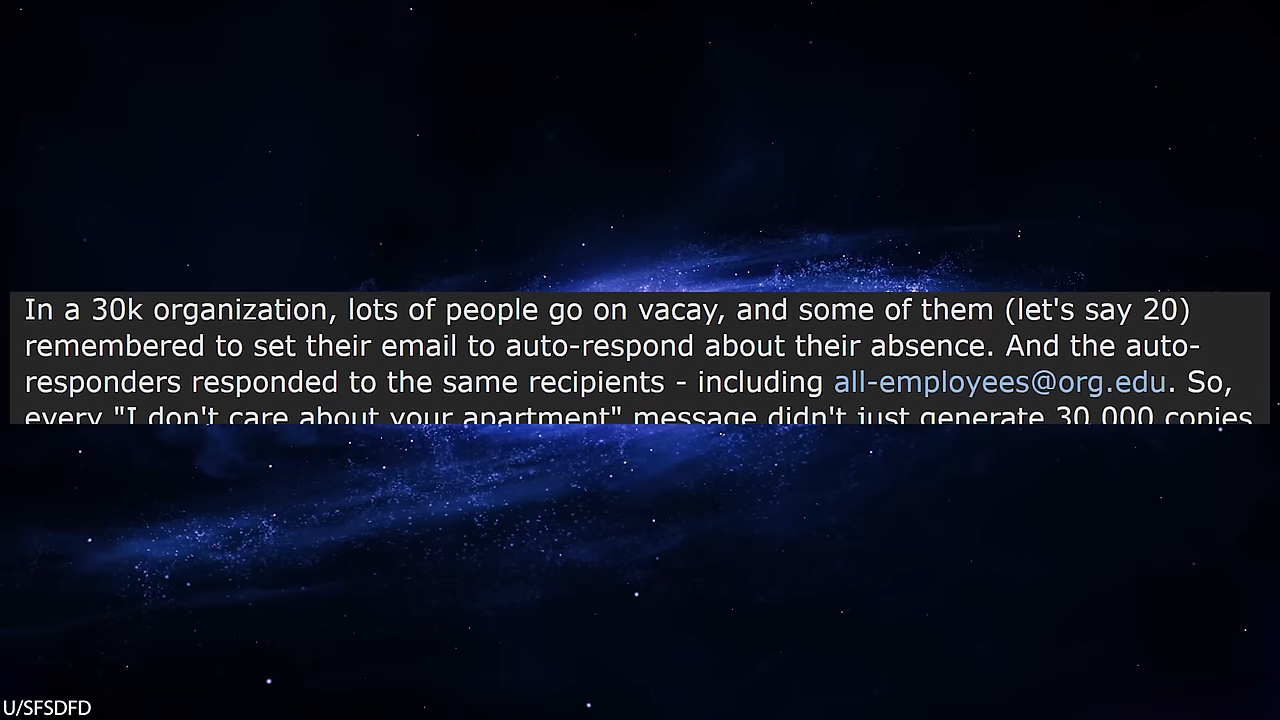 In a 30k organization, lots of people go on vacay, and some of them (let's say 20)
remembered to set their email to auto-respond about their absence. And the auto-
responders responded to the same recipients - including all-employees@org.edu. So,
every "I don't care about your apartment" message didn't just generate 30,000 copies
U/SFSDFD